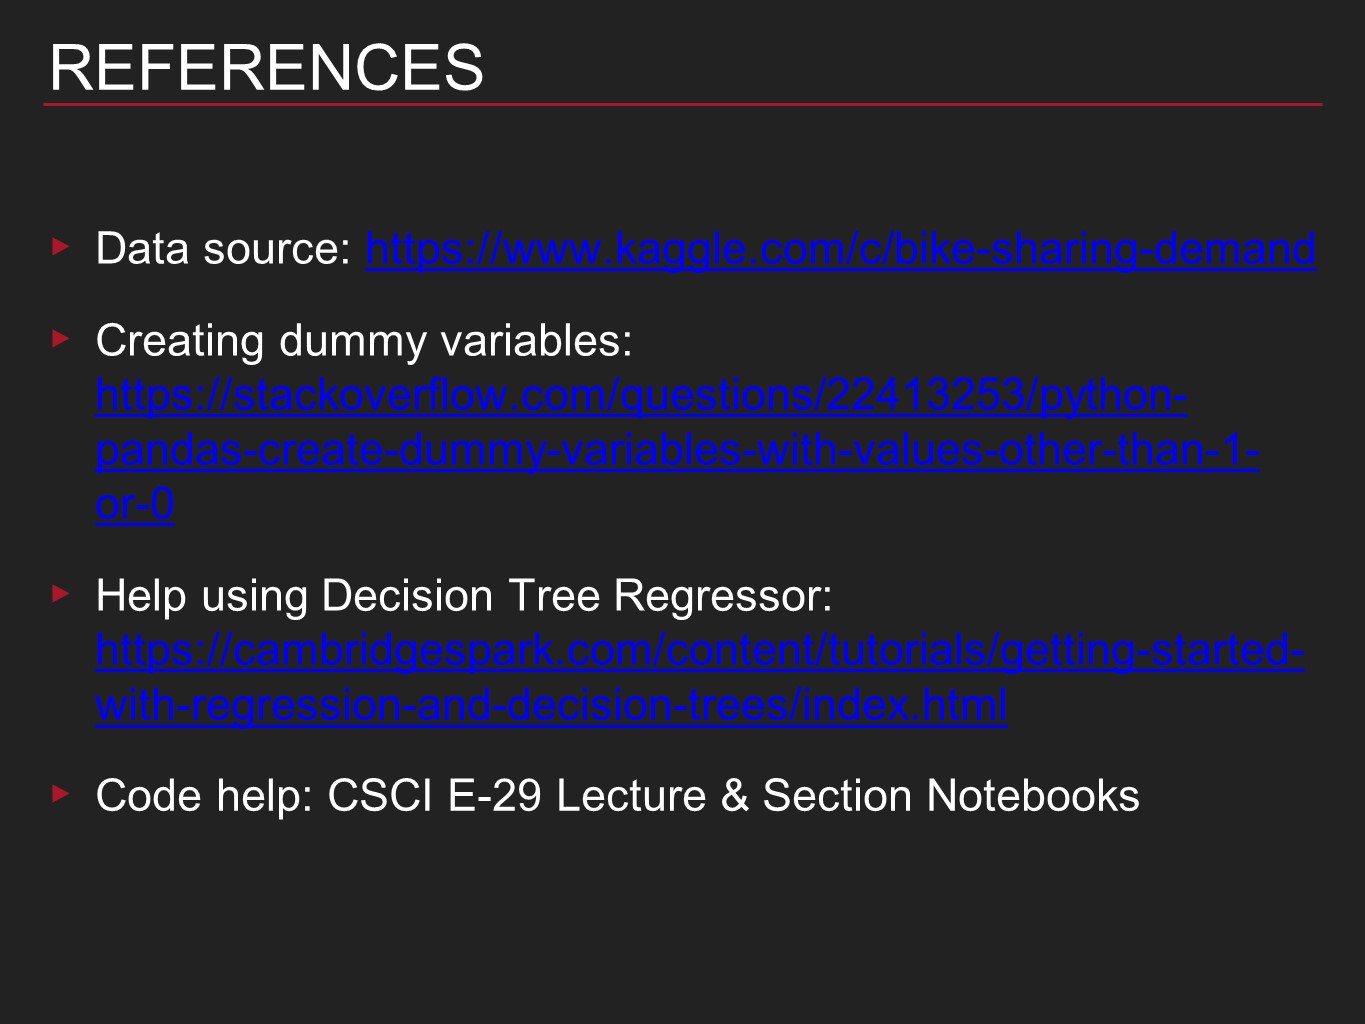 REFERENCES
Data source: https://www.kaggle.com/c/bike-sharing-demand
Creating dummy variables:
https://stackoverflow.com/questions/22413253/python-
pandas-create-dummy-variables-with-values-other-than-1-
or-0
Help using Decision Tree Regressor:
https://cambridgespark.com/content/tutorials/getting-started-
with-regression-and-decision-trees/index.html
Code help: CSCI E-29 Lecture & Section Notebooks